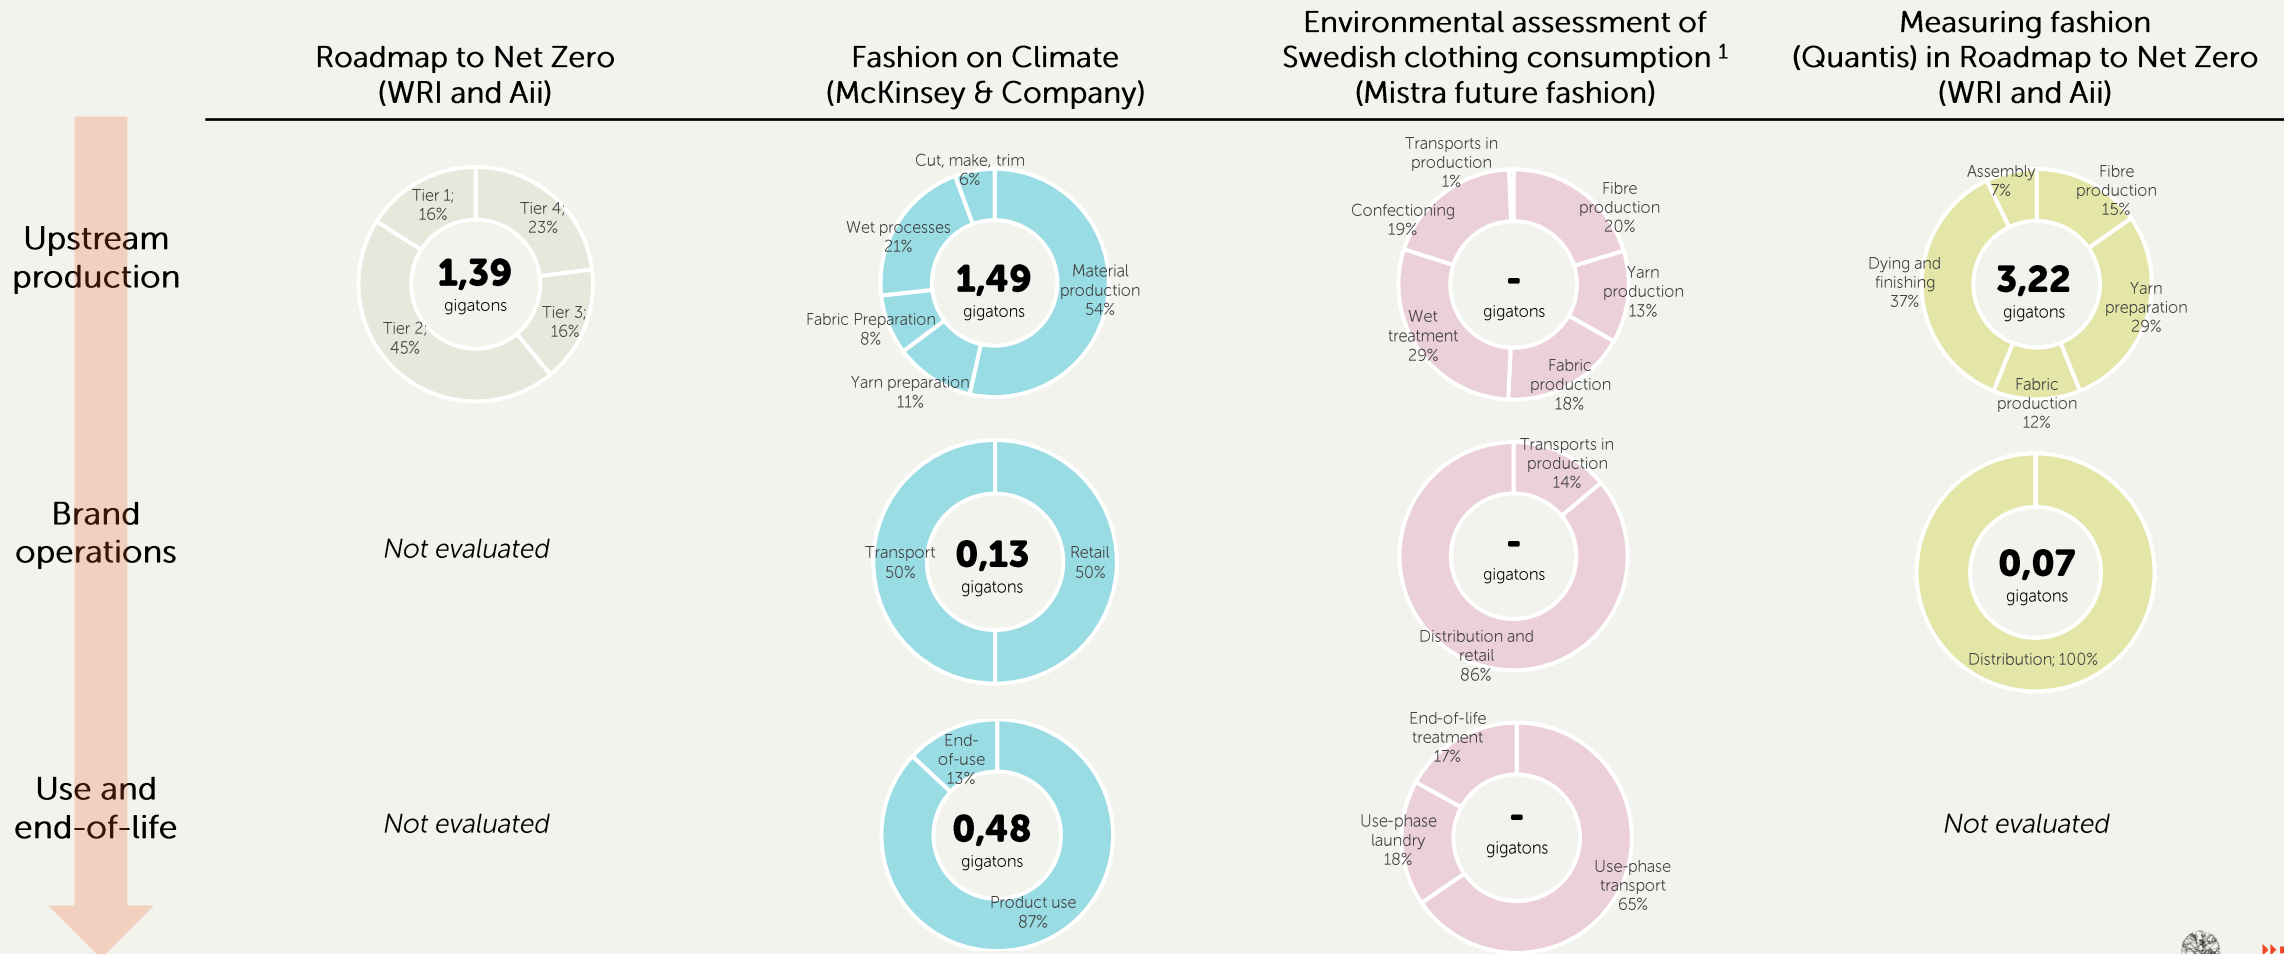 Roadmap to Net Zero
(WRI and Aii)
Fashion on Climate
(McKinsey & Company)
Environmental assessment of
Swedish clothing consumption 1
(Mistra future fashion)
Measuring fashion
(Quantis) in Roadmap to Net Zero
(WRI and Aii)
Upstream
production
Tier 1;
16%
Tier 4;
23%
Tier 3;
16%
Tier 2;
45%
1,39
gigatons
Cut, make, trim
6%
Wet processes
21%
Fabric Preparation
8%
Yarn preparation
11%
Material
production
54%
1,49
gigatons
Transports in
production
1%
Confectioning
19%
Wet
treatment
29%
Fabric
production
18%
Yarn
production
13%
Fibre
production
20%
-
gigatons
Assembly
7%
Fibre
production
15%
Dying and
finishing
37%
Yarn
preparation
29%
Fabric
production
12%
3,22
gigatons
Brand
operations
Not evaluated
Transport
50%
0,13
gigatons
Retail
50%
Transports in
production
14%
-
gigatons
Distribution and
retail
86%
0,07
gigatons
Distribution; 100%
Use and
end-of-life
Not evaluated
End-
of-use
13%
0,48
gigatons
Product use
87%
End-of-life
treatment
17%
Use-phase
laundry
18%
-
gigatons
Use-phase
transport
65%
Not evaluated